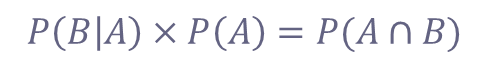 P(B|A) × P(A) = P(A ∩ B)